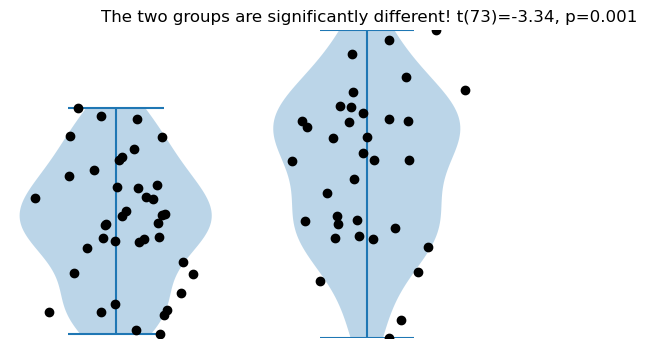 The two groups are significantly different! t(73)=-3.34, p=0.001